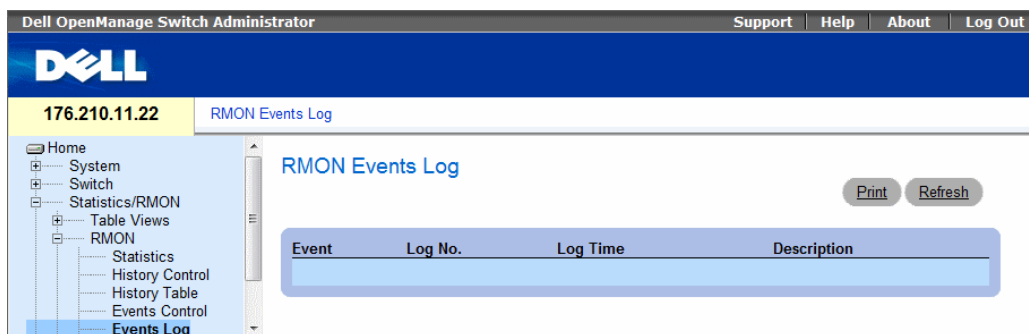 Dell OpenManage Switch Administrator Support Help About Log Out
DELL
176.210.11.22 RMON Events Log
Home
System
Switch
Statistics/RMON
Table Views
RMON
Statistics
History Control
History Table
Events Control
Events Log
RMON Events Log
Print Refresh
Event Log No. Log Time Description